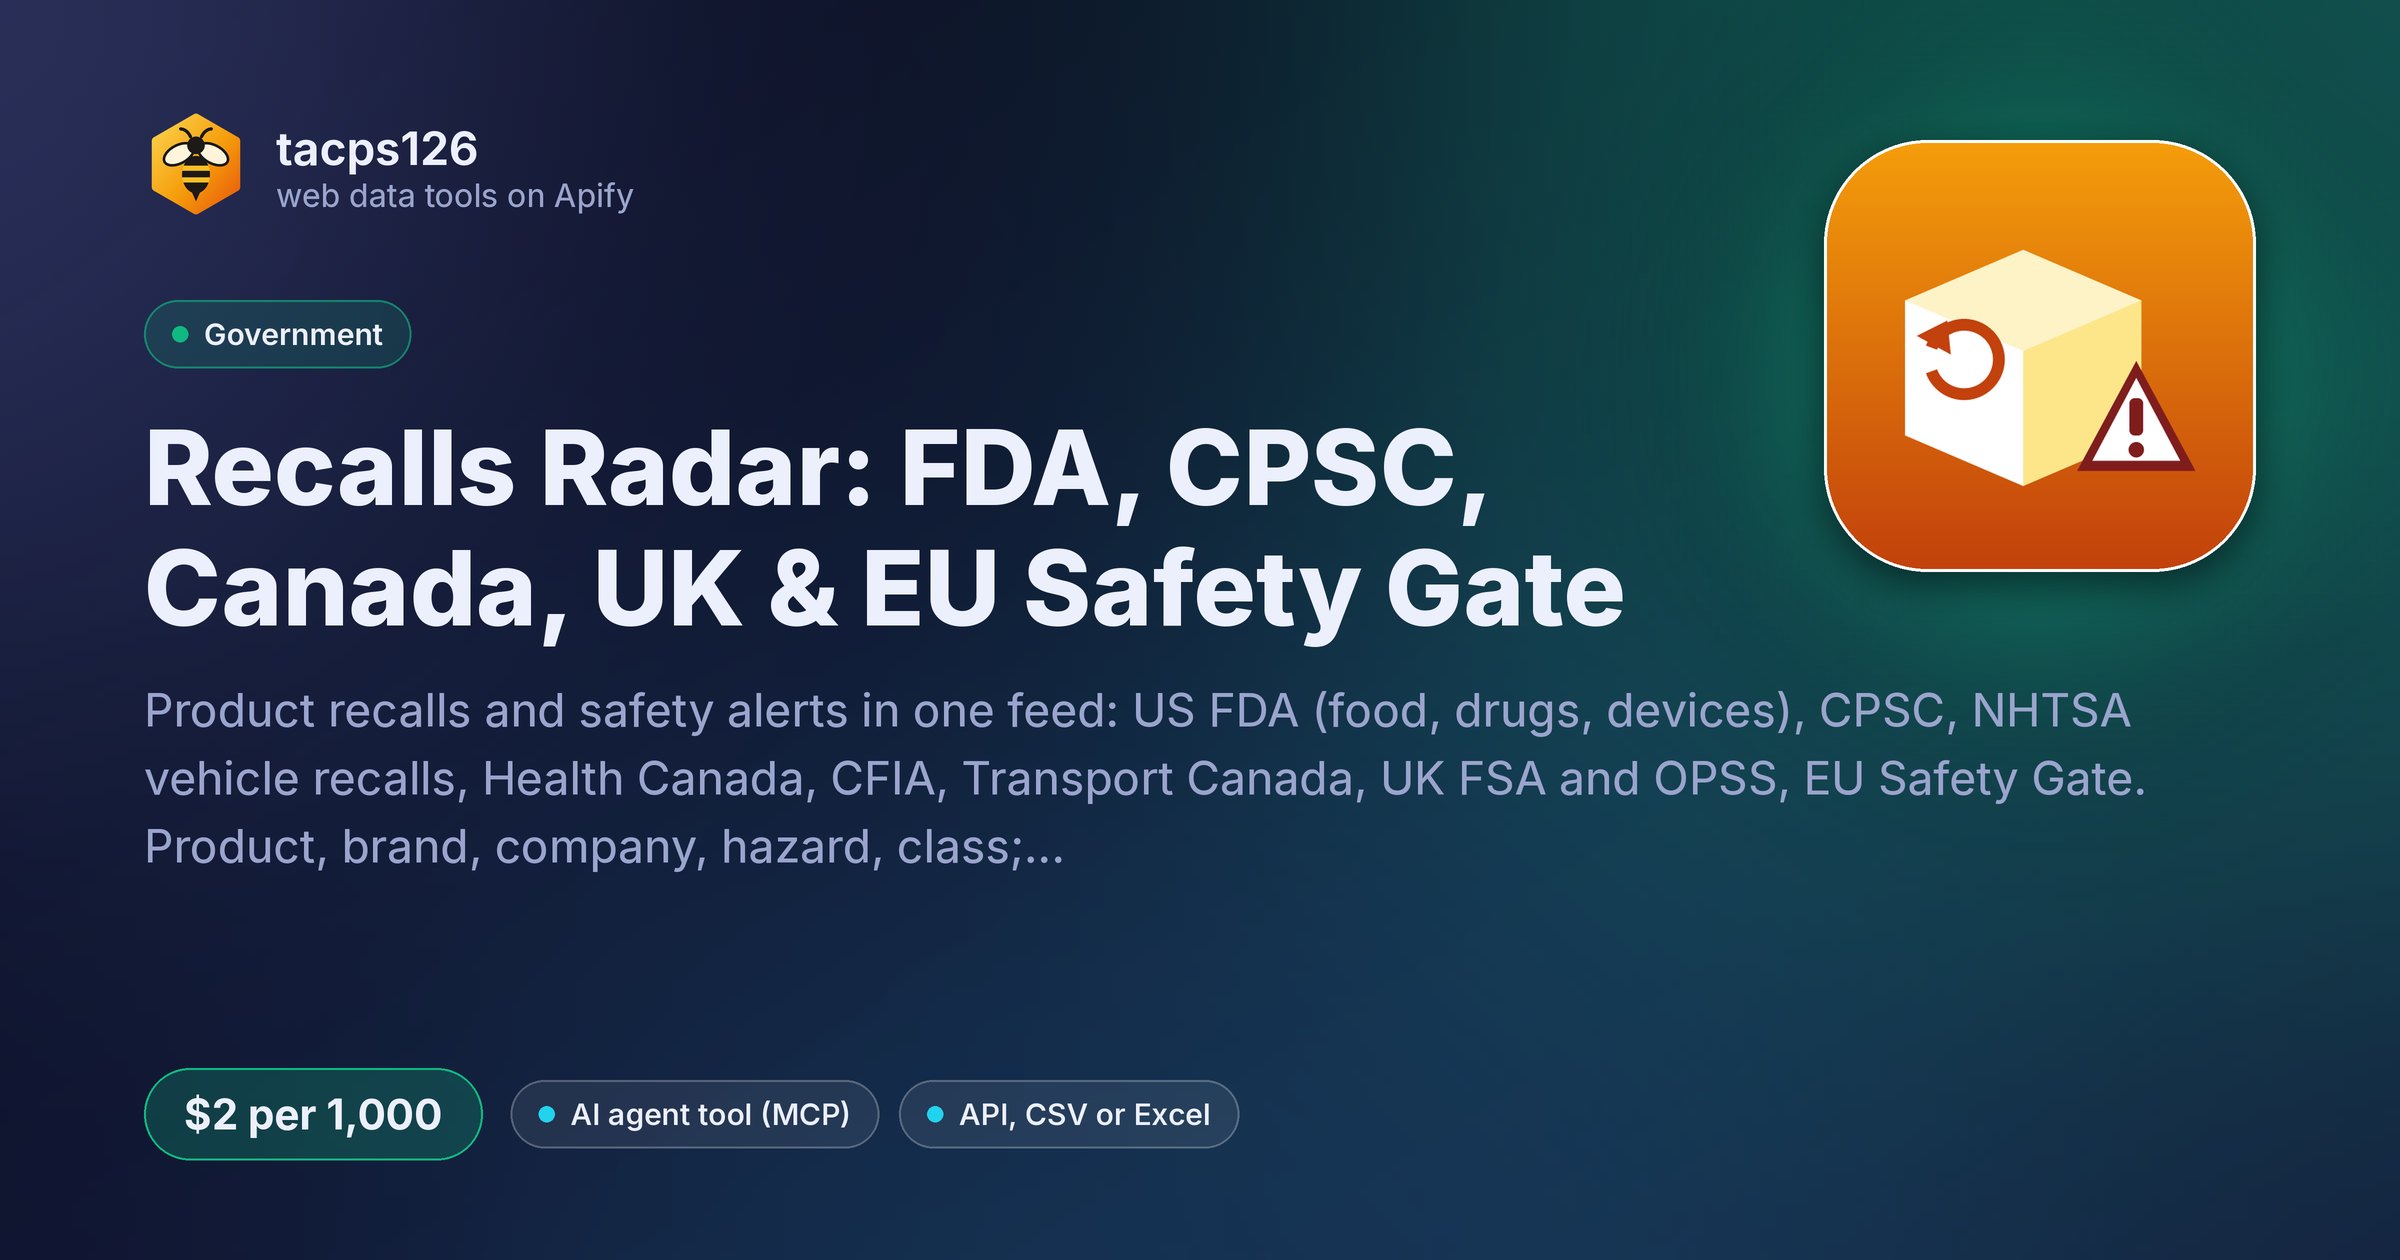 tacps126
web data tools on Apify
Government
Recalls Radar: FDA, CPSC,
Canada, UK & EU Safety Gate
Product recalls and safety alerts in one feed: US FDA (food, drugs, devices), CPSC, NHTSA
vehicle recalls, Health Canada, CFIA, Transport Canada, UK FSA and OPSS, EU Safety Gate.
Product, brand, company, hazard, class;...
$2 per 1,000
AI agent tool (MCP)
API, CSV or Excel